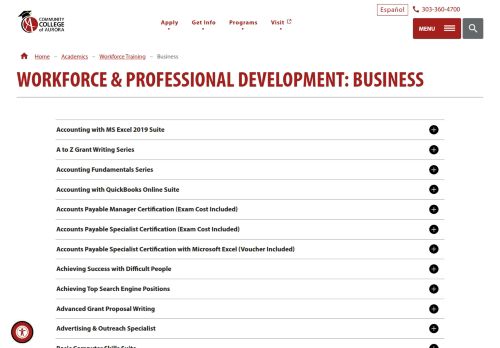 Español
303-360-4700
COMMUNITY
COLLEGE
of AURORA
Apply
Get Info
Programs
Visit
MENU
Home – Academics – Workforce Training – Business
WORKFORCE & PROFESSIONAL DEVELOPMENT: BUSINESS
Accounting with MS Excel 2019 Suite
A to Z Grant Writing Series
Accounting Fundamentals Series
Accounting with QuickBooks Online Suite
Accounts Payable Manager Certification (Exam Cost Included)
Accounts Payable Specialist Certification (Exam Cost Included)
Accounts Payable Specialist Certification with Microsoft Excel (Voucher Included)
Achieving Success with Difficult People
Achieving Top Search Engine Positions
Advanced Grant Proposal Writing
Advertising & Outreach Specialist
Basic Computer Skills Suite